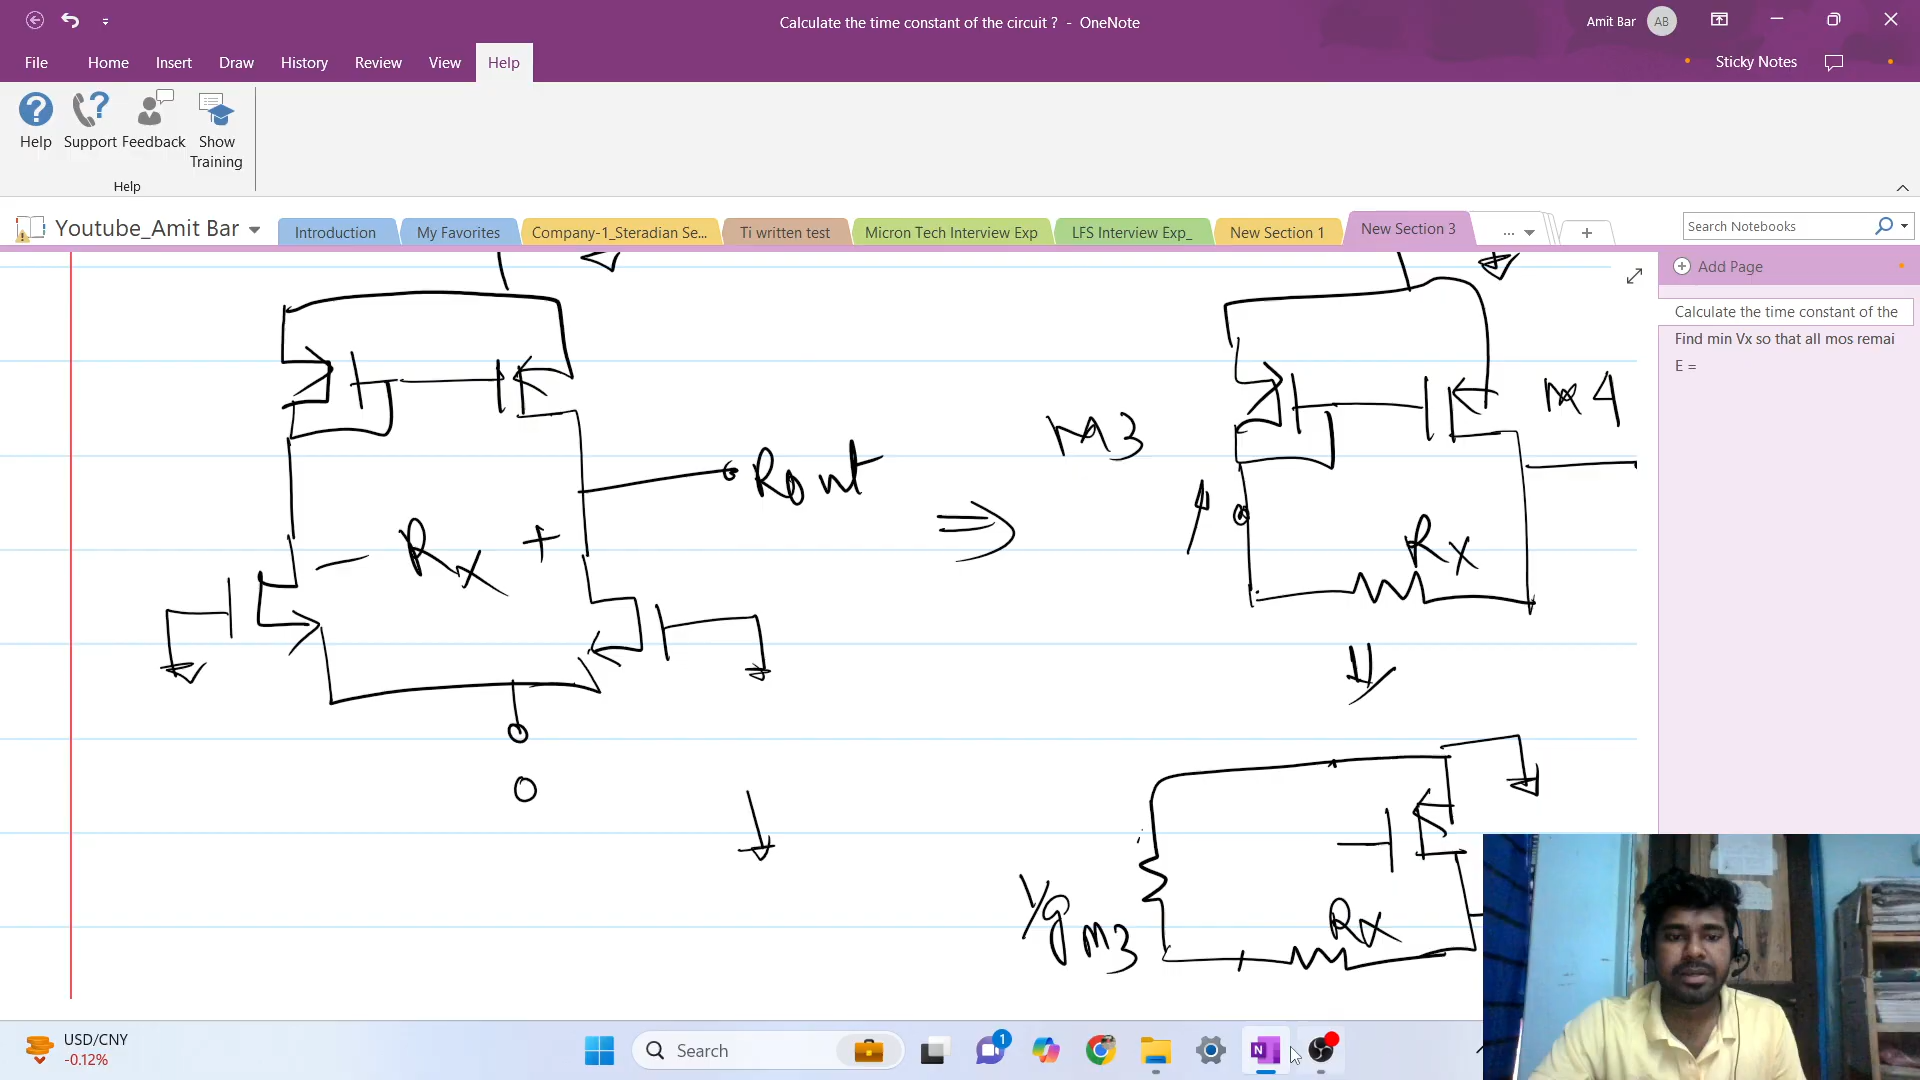 Calculate the time constant of the circuit ? - OneNote
Amit Bar
AB
File
Home
Insert
Draw
History
Review
View
Help
Sticky Notes
Help
Support
Feedback
Show
Training
Help
Youtube_Amit Bar
Introduction
My Favorites
Company-1_Steradian Se...
Ti written test
Micron Tech Interview Exp
LFS Interview Exp_
New Section 1
New Section 3
...
Search Notebooks
Add Page
Calculate the time constant of the
Find min Vx so that all mos remai
E =
M3
M4
Rout
- Rx +
Rx
0
1/gm3
Rx
USD/CNY
-0.12%
Search
1
N